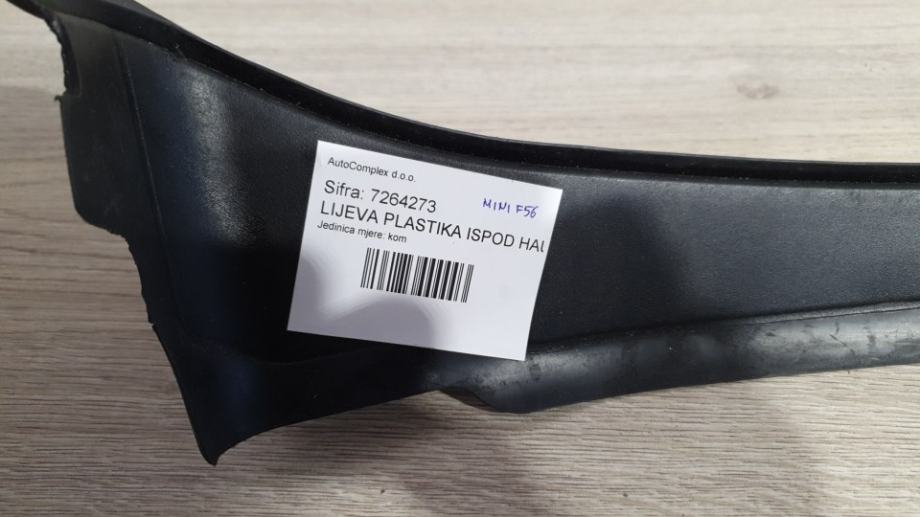 AutoComplex d.o.o.
Sifra: 7264273
MINI F56
LIJEVA PLASTIKA ISPOD HAU
Jedinica mjere: kom